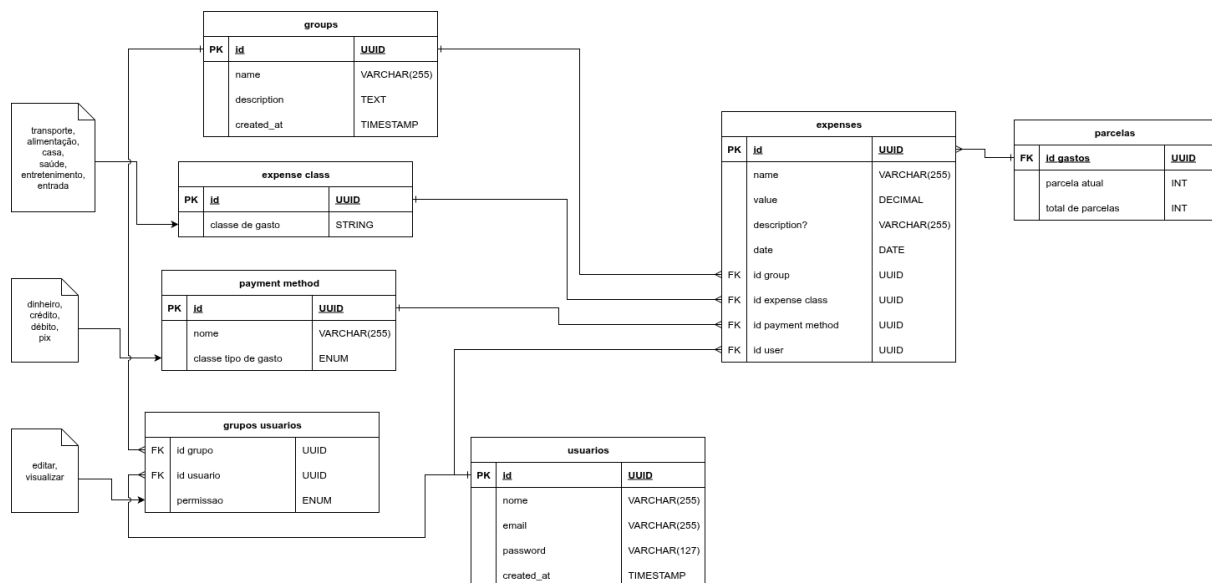 groups
PK id UUID
name VARCHAR(255)
description TEXT
created_at TIMESTAMP
transporte,
alimentação,
casa,
saúde,
entretenimento,
entrada
expense class
PK id UUID
classe de gasto STRING
dinheiro,
crédito,
débito,
pix
payment method
PK id UUID
nome VARCHAR(255)
classe tipo de gasto ENUM
editar,
visualizar
grupos usuarios
FK id grupo UUID
FK id usuario UUID
permissao ENUM
usuarios
PK id UUID
nome VARCHAR(255)
email VARCHAR(255)
password VARCHAR(127)
created_at TIMESTAMP
expenses
PK id UUID
name VARCHAR(255)
value DECIMAL
description? VARCHAR(255)
date DATE
FK id group UUID
FK id expense class UUID
FK id payment method UUID
FK id user UUID
parcelas
FK id gastos UUID
parcela atual INT
total de parcelas INT